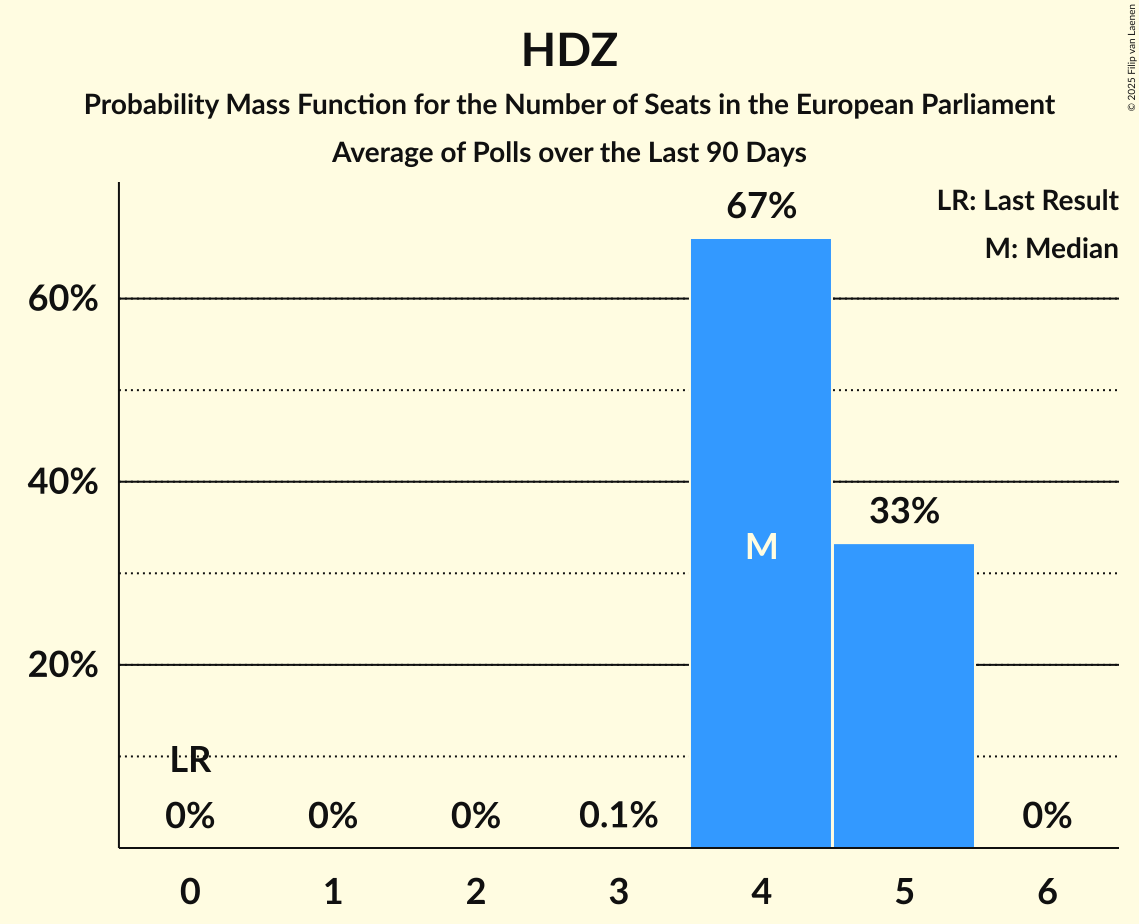 HDZ
Probability Mass Function for the Number of Seats in the European Parliament
Average of Polls over the Last 90 Days
© 2025 Filip van Laenen
LR: Last Result
M: Median
67%
60%
40%
33%
M
20%
LR
0% 0% 0% 0.1% 0%
0 1 2 3 4 5 6